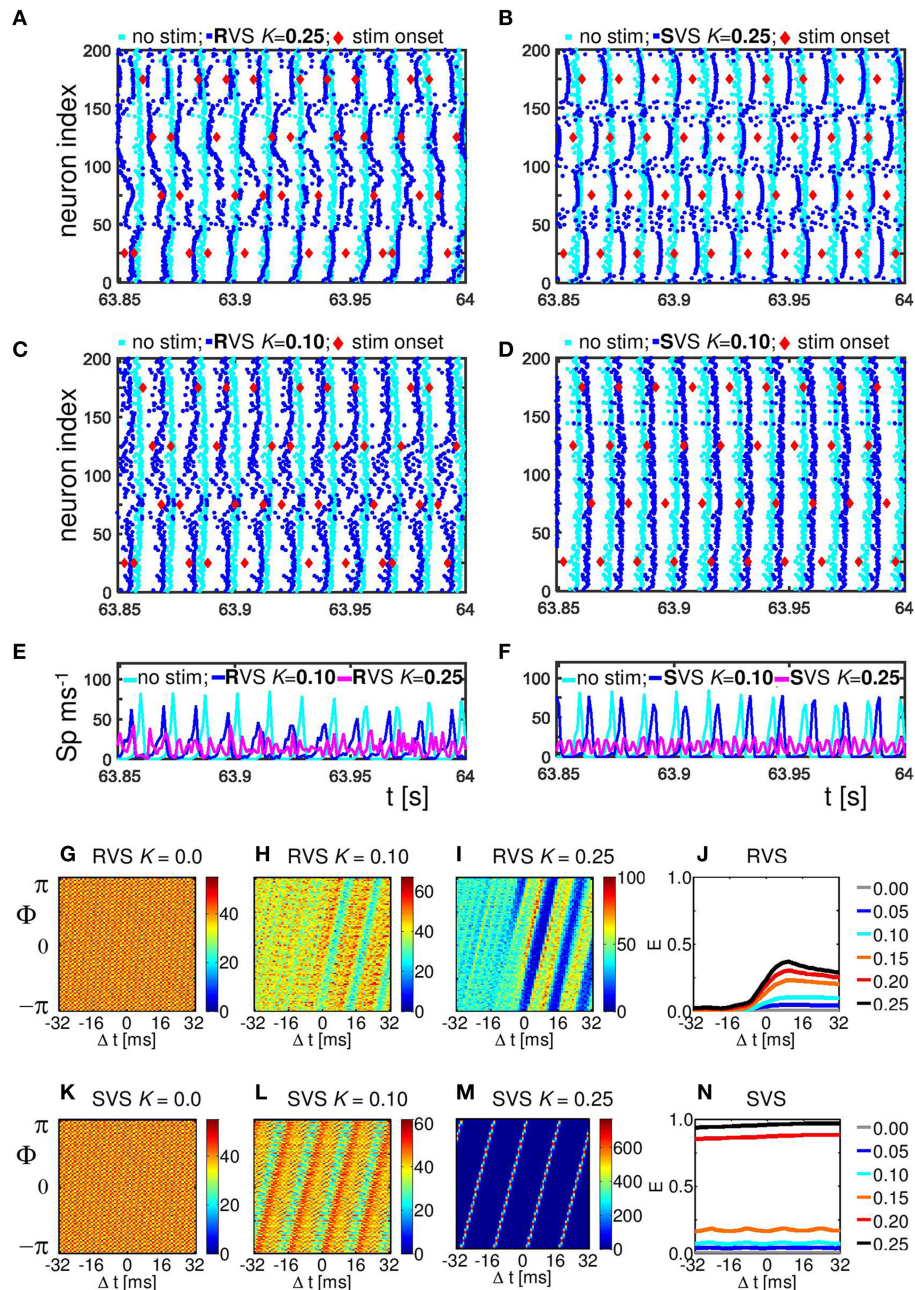 A
B
no stim; RVS K=0.25; stim onset
no stim; SVS K=0.25; stim onset
neuron index
200
150
100
50
0
63.85 63.9 63.95 64
200
150
100
50
0
63.85 63.9 63.95 64
C
D
no stim; RVS K=0.10; stim onset
no stim; SVS K=0.10; stim onset
neuron index
200
150
100
50
0
63.85 63.9 63.95 64
200
150
100
50
0
63.85 63.9 63.95 64
E
F
no stim; RVS K=0.10 RVS K=0.25
no stim; SVS K=0.10 SVS K=0.25
Sp ms-1
100
50
0
63.85 63.9 63.95 64
t [s]
100
75
50
0
63.85 63.9 63.95 64
t [s]
G
RVS K = 0.0
H
RVS K = 0.10
I
RVS K = 0.25
J
RVS
π
Φ
0
−π
-32 -16 0 16 32
Δ t [ms]
40
20
0
-32 -16 0 16 32
Δ t [ms]
60
40
20
0
-32 -16 0 16 32
Δ t [ms]
100
50
0
E
1.0
0.5
0.0
-32 -16 0 16 32
Δ t [ms]
0.00
0.05
0.10
0.15
0.20
0.25
K
SVS K = 0.0
L
SVS K = 0.10
M
SVS K = 0.25
N
SVS
π
Φ
0
−π
-32 -16 0 16 32
Δ t [ms]
40
20
0
-32 -16 0 16 32
Δ t [ms]
60
40
20
0
-32 -16 0 16 32
Δ t [ms]
600
400
200
0
E
1.0
0.5
0.0
-32 -16 0 16 32
Δ t [ms]
0.00
0.05
0.10
0.15
0.20
0.25